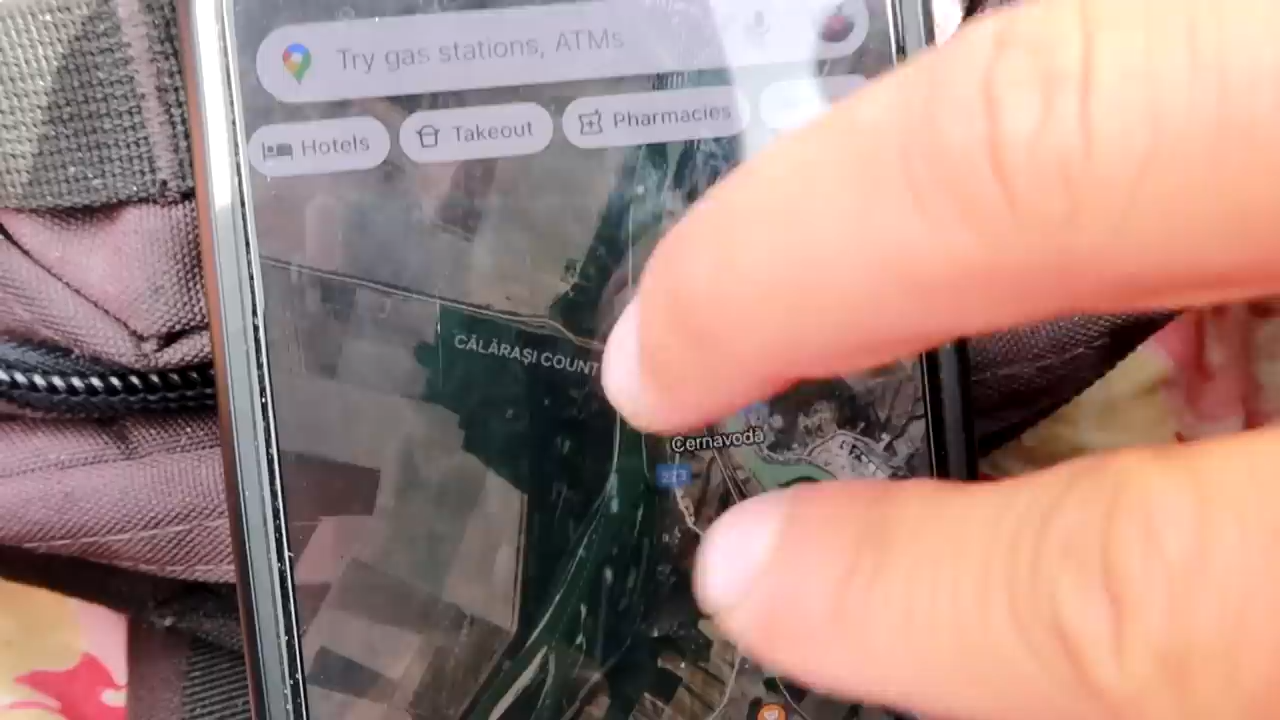 Try gas stations, ATMs
Hotels
Takeout
Pharmacies
CĂLĂRAȘI COUNT
Cernavodă
223